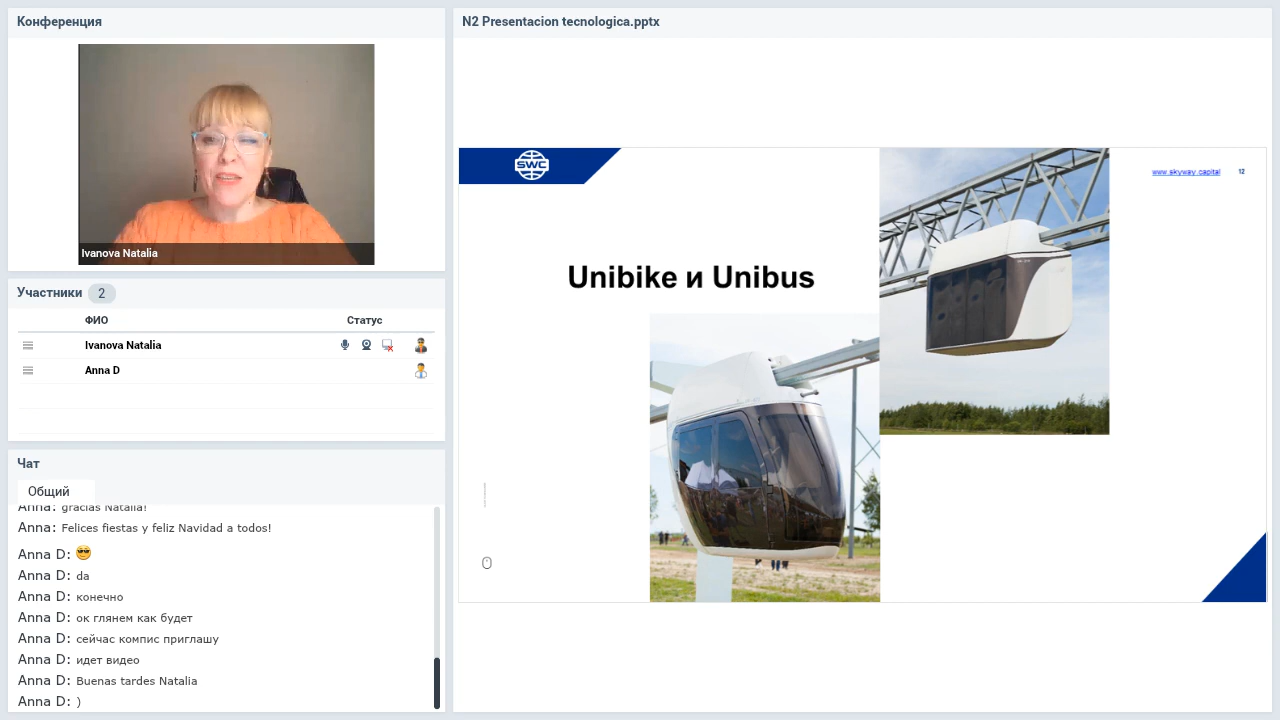 Конференция
Ivanova Natalia
Участники 2
ФИО Статус
Ivanova Natalia
Anna D
Чат
Общий
Anna: gracias Natalia!
Anna: Felices fiestas y feliz Navidad a todos!
Anna D: 😎
Anna D: da
Anna D: конечно
Anna D: ок глянем как будет
Anna D: сейчас компис приглашу
Anna D: идет видео
Anna D: Buenas tardes Natalia
Anna D: )
N2 Presentacion tecnologica.pptx
SWC
www.skyway.capital 12
Unibike и Unibus